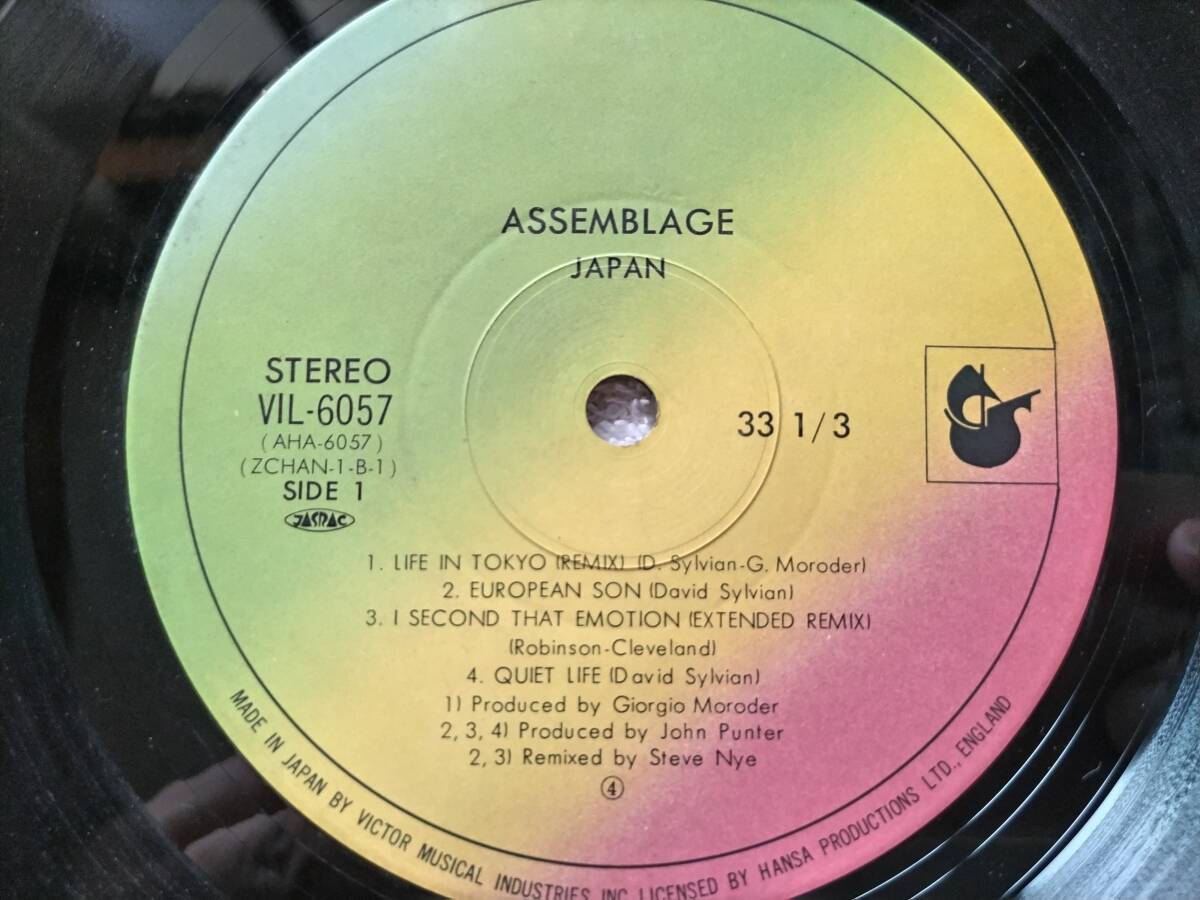 ASSEMBLAGE
JAPAN
STEREO
VIL-6057
(AHA-6057)
(ZCHAN-1-B-1)
SIDE 1
JASRAC
33 1/3
1. LIFE IN TOKYO (REMIX) (D. Sylvian-G. Moroder)
2. EUROPEAN SON (David Sylvian)
3. I SECOND THAT EMOTION (EXTENDED REMIX)
(Robinson-Cleveland)
4. QUIET LIFE (David Sylvian)
1) Produced by Giorgio Moroder
2, 3, 4) Produced by John Punter
2, 3) Remixed by Steve Nye
④
MADE IN JAPAN BY VICTOR MUSICAL INDUSTRIES INC. LICENSED BY HANSA PRODUCTIONS LTD., ENGLAND